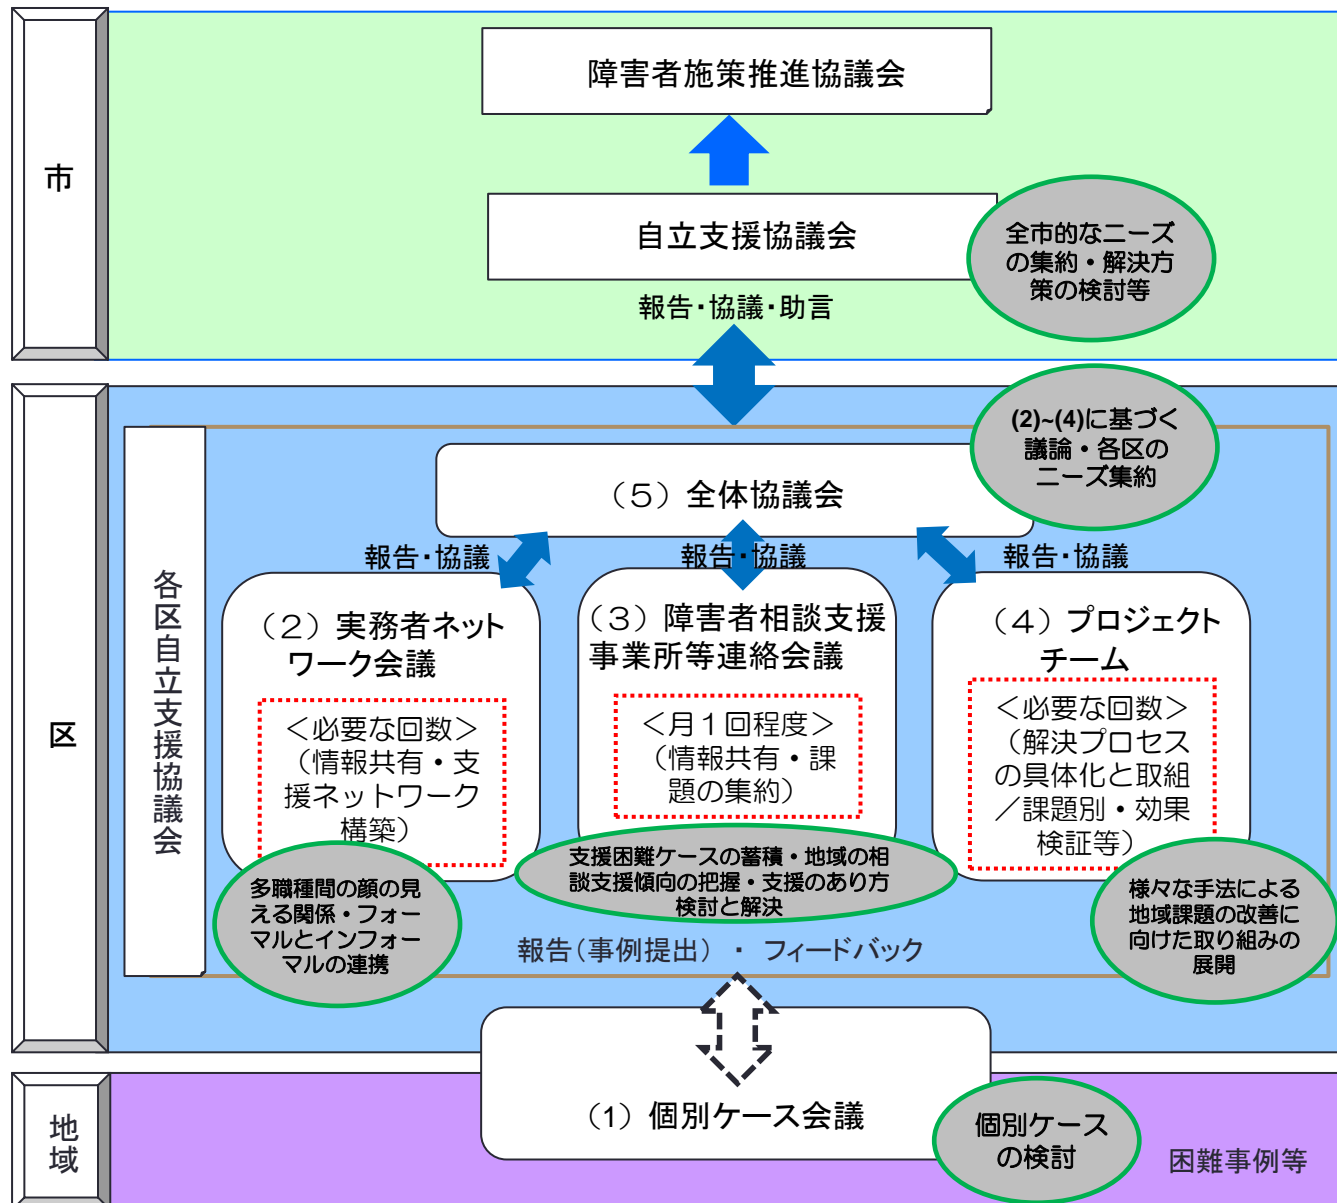 市
障害者施策推進協議会
自立支援協議会
全市的なニーズ
の集約・解決方
策の検討等
報告・協議・助言
区
各区自立支援協議会
(2)~(4)に基づく
議論・各区の
ニーズ集約
（５）全体協議会
報告・協議
報告・協議
報告・協議
（２）実務者ネット
ワーク会議
＜必要な回数＞
（情報共有・支
援ネットワーク
構築）
多職種間の顔の見
える関係・フォー
マルとインフォー
マルの連携
（３）障害者相談支援
事業所等連絡会議
＜月１回程度＞
（情報共有・課
題の集約）
支援困難ケースの蓄積・地域の相
談支援傾向の把握・支援のあり方
検討と解決
（４）プロジェクト
チーム
＜必要な回数＞
（解決プロセス
の具体化と取組
／課題別・効果
検証等）
様々な手法による
地域課題の改善に
向けた取り組みの
展開
報告（事例提出） ・ フィードバック
地域
（1）個別ケース会議
個別ケース
の検討
困難事例等